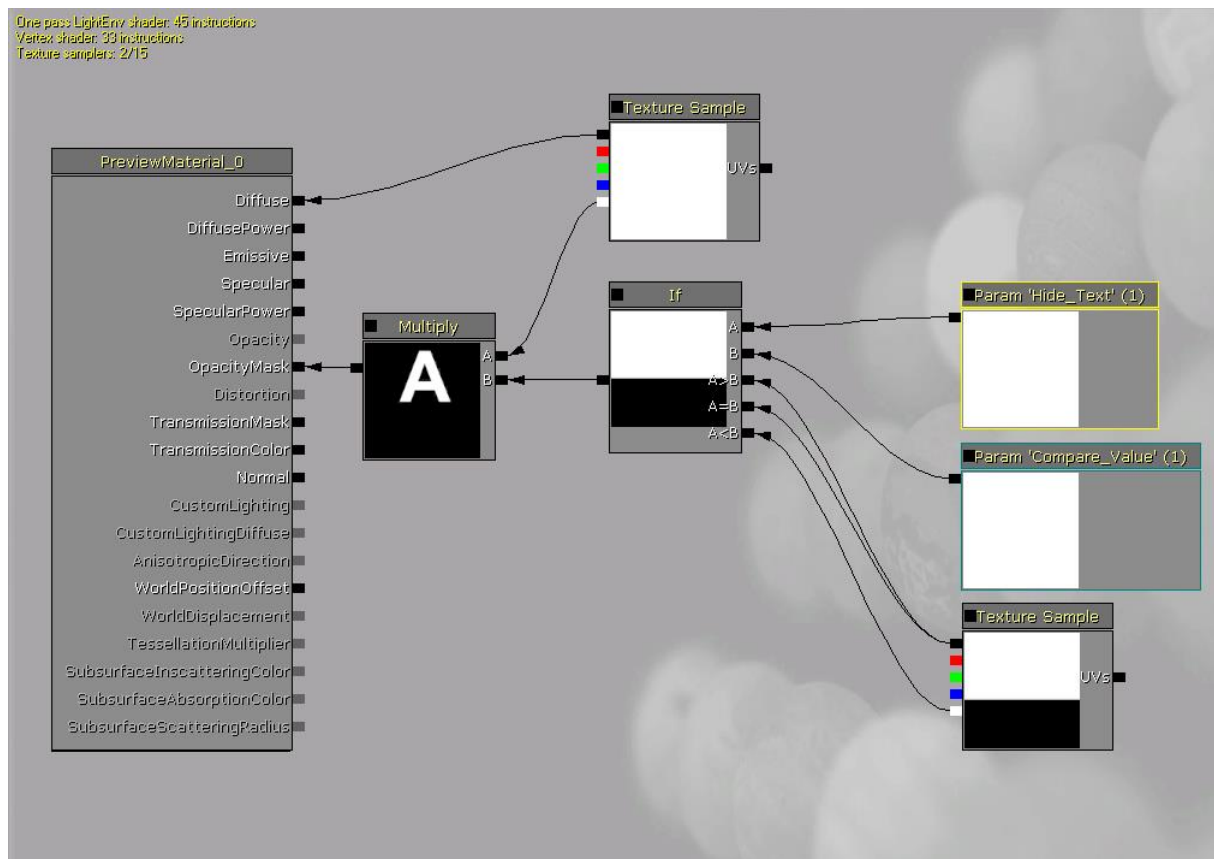 One pass LightEnv shader: 45 instructions
Vertex shader: 33 instructions
Texture samplers: 2/15
PreviewMaterial_0
Diffuse
DiffusePower
Emissive
Specular
SpecularPower
Opacity
OpacityMask
Distortion
TransmissionMask
TransmissionColor
Normal
CustomLighting
CustomLightingDiffuse
AnisotropicDirection
WorldPositionOffset
WorldDisplacement
TessellationMultiplier
SubsurfaceInscatteringColor
SubsurfaceAbsorptionColor
SubsurfaceScatteringRadius
Multiply
A
A
B
Texture Sample
UVs
If
A
B
A>B
A=B
A<B
Param 'Hide_Text' (1)
Param 'Compare_Value' (1)
Texture Sample
UVs